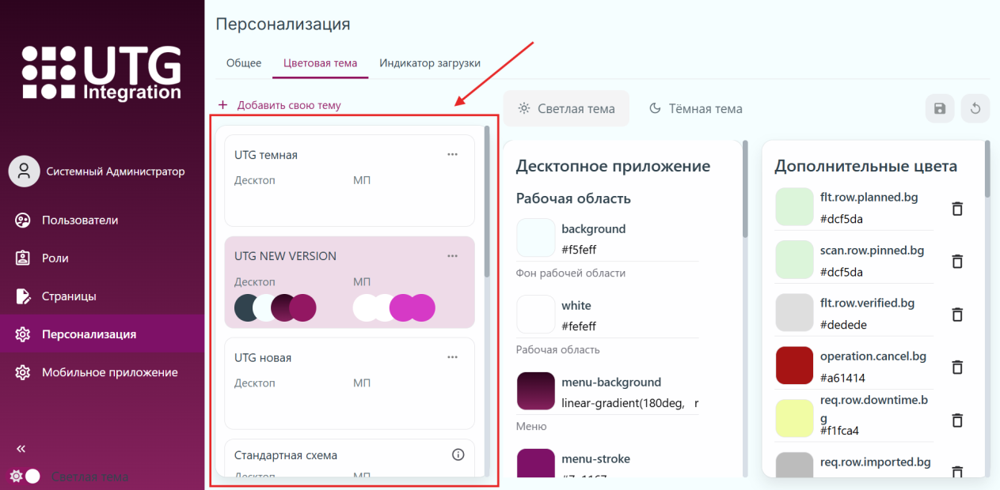 UTG
Integration
Системный Администратор
Пользователи
Роли
Страницы
Персонализация
Мобильное приложение
«
Светлая тема
Персонализация
Общее
Цветовая тема
Индикатор загрузки
+ Добавить свою тему
UTG темная
Десктоп
МП
UTG NEW VERSION
Десктоп
МП
UTG новая
Десктоп
МП
Стандартная схема
Десктоп
МП
Светлая тема
Тёмная тема
Десктопное приложение
Рабочая область
background
#f5feff
Фон рабочей области
white
#fefeff
Рабочая область
menu-background
linear-gradient(180deg, r
Меню
menu-stroke
Дополнительные цвета
flt.row.planned.bg
#dcf5da
scan.row.pinned.bg
#dcf5da
flt.row.verified.bg
#dedede
operation.cancel.bg
#a61414
req.row.downtime.b
g
#f1fca4
req.row.imported.bg